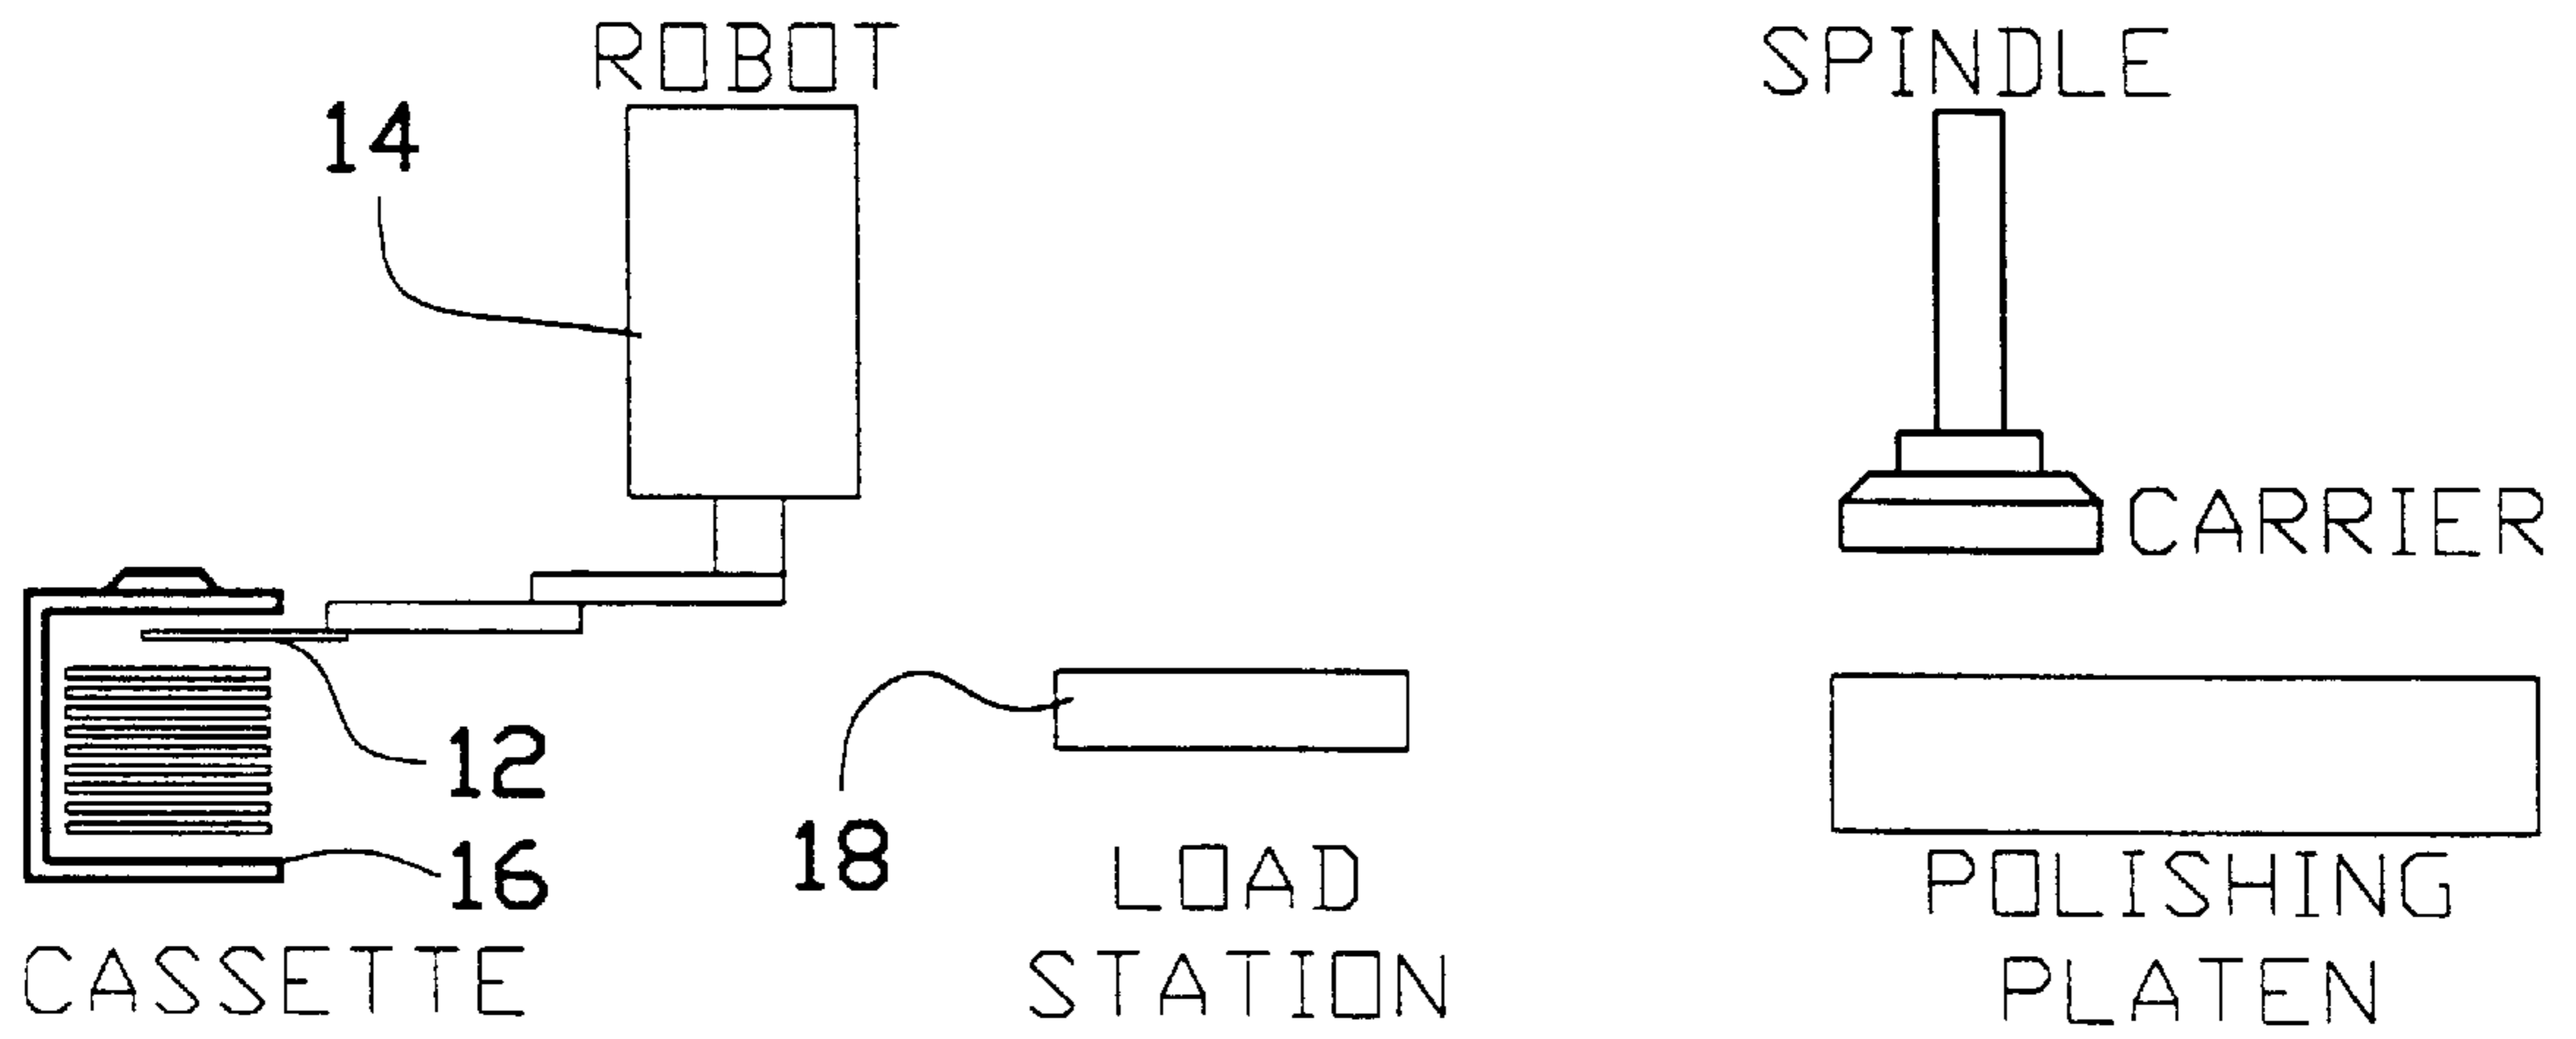 ROBOT
SPINDLE
14
CARRIER
12
18
16
LOAD
STATION
POLISHING
PLATEN
CASSETTE